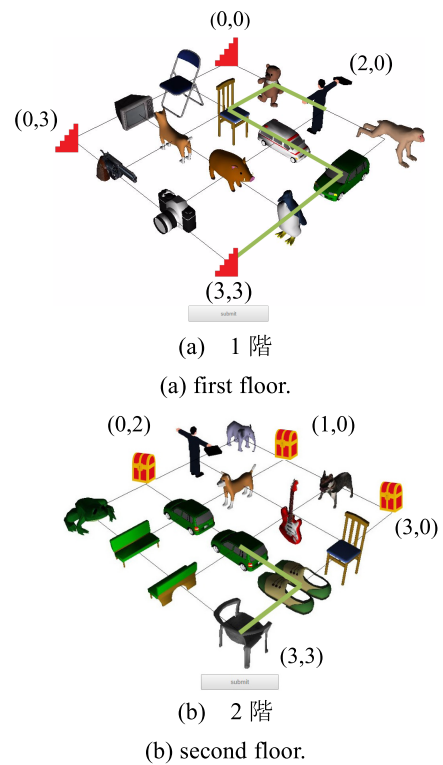 (0,0)
(2,0)
(0,3)
(3,3)
submit
(a) 1 階
(a) first floor.
(0,2)
(1,0)
(3,0)
(3,3)
submit
(b) 2 階
(b) second floor.